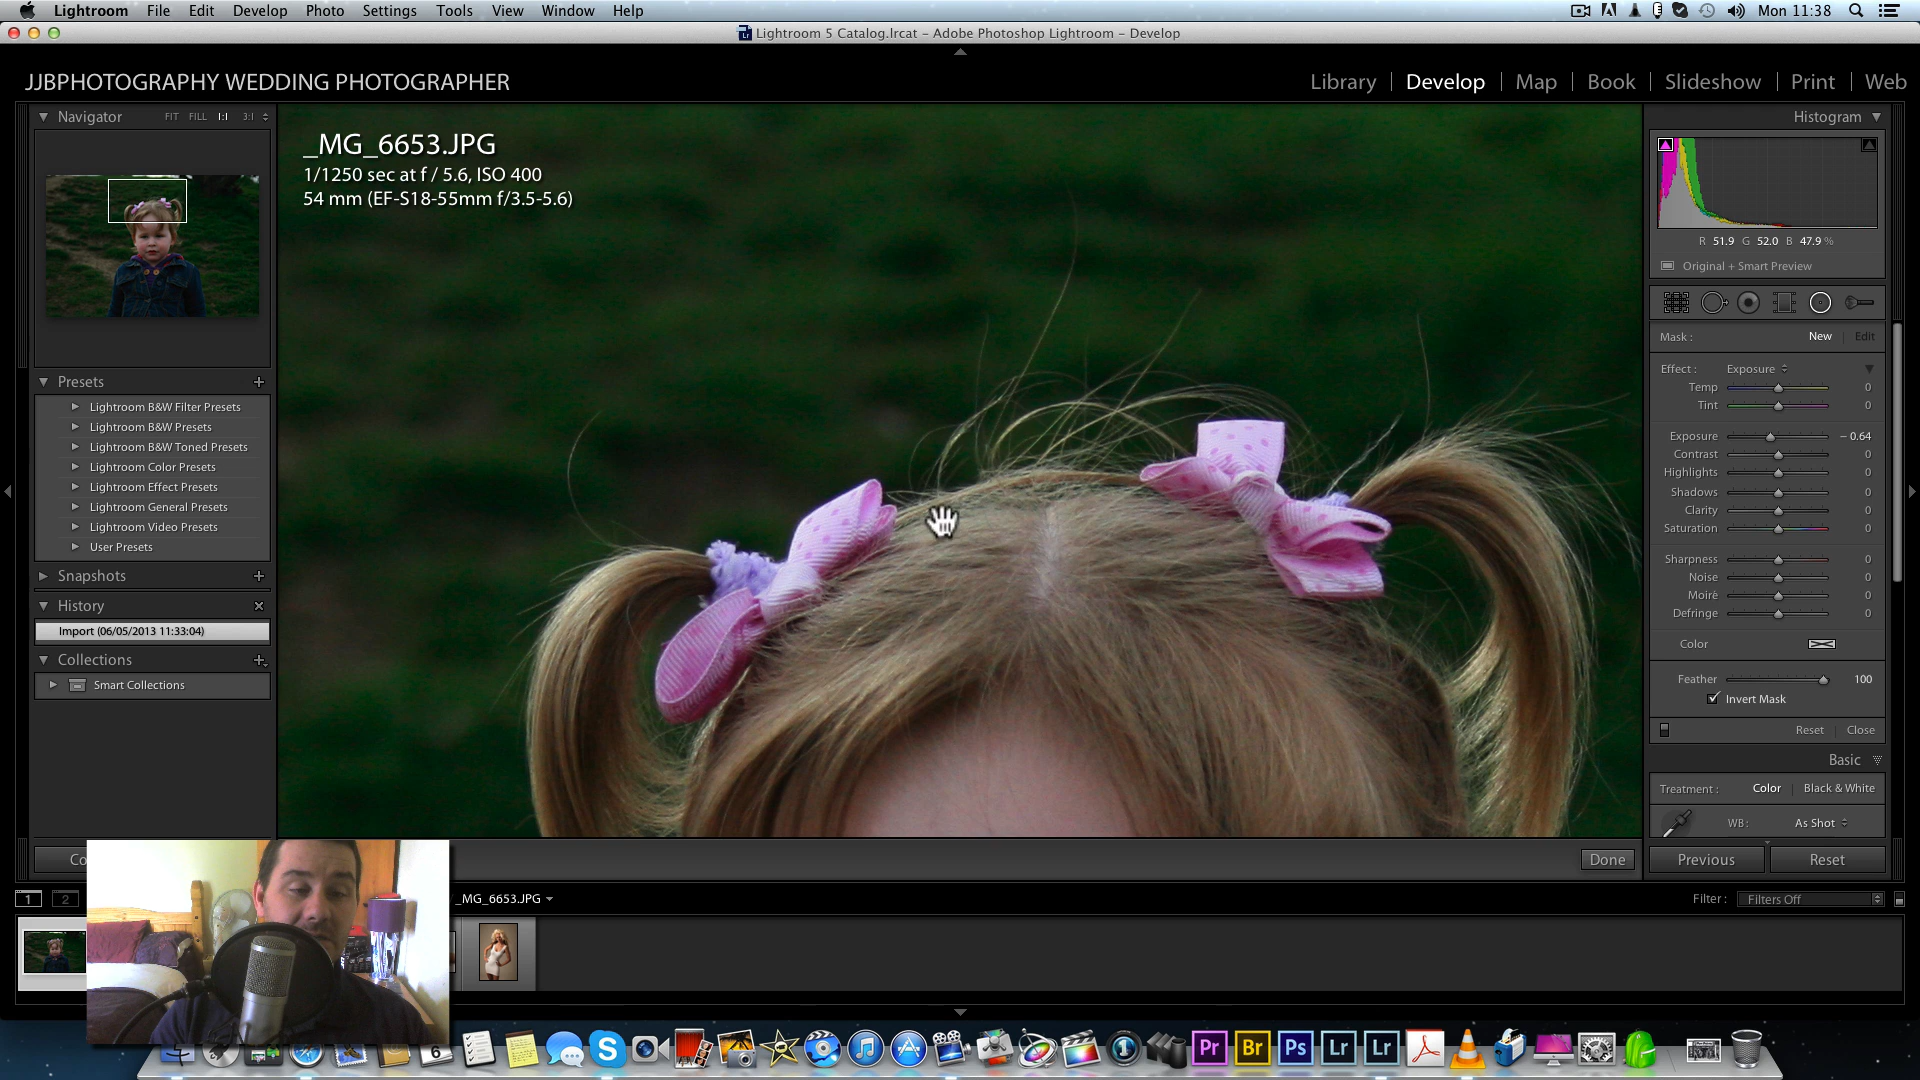 Lightroom File Edit Develop Photo Settings Tools View Window Help Mon 11:38
Lightroom 5 Catalog.lrcat – Adobe Photoshop Lightroom – Develop
JJBPHOTOGRAPHY WEDDING PHOTOGRAPHER
Library | Develop | Map | Book | Slideshow | Print | Web
Navigator FIT FILL 1:1 3:1
_MG_6653.JPG
1/1250 sec at f / 5.6, ISO 400
54 mm (EF-S18-55mm f/3.5-5.6)
Presets
Lightroom B&W Filter Presets
Lightroom B&W Presets
Lightroom B&W Toned Presets
Lightroom Color Presets
Lightroom Effect Presets
Lightroom General Presets
Lightroom Video Presets
User Presets
Snapshots
History
Import (06/05/2013 11:33:04)
Collections
Smart Collections
Co
Histogram
R 51.9 G 52.0 B 47.9 %
Original + Smart Preview
Mask : New | Edit
Effect : Exposure
Temp 0
Tint 0
Exposure – 0.64
Contrast 0
Highlights 0
Shadows 0
Clarity 0
Saturation 0
Sharpness 0
Noise 0
Moiré 0
Defringe 0
Color
Feather 100
Invert Mask
Reset Close
Basic
Treatment : Color | Black & White
WB : As Shot
Done
Previous Reset
1 2
_MG_6653.JPG
Filter : Filters Off
6
S
1
Pr
Br
Ps
Lr
Lr